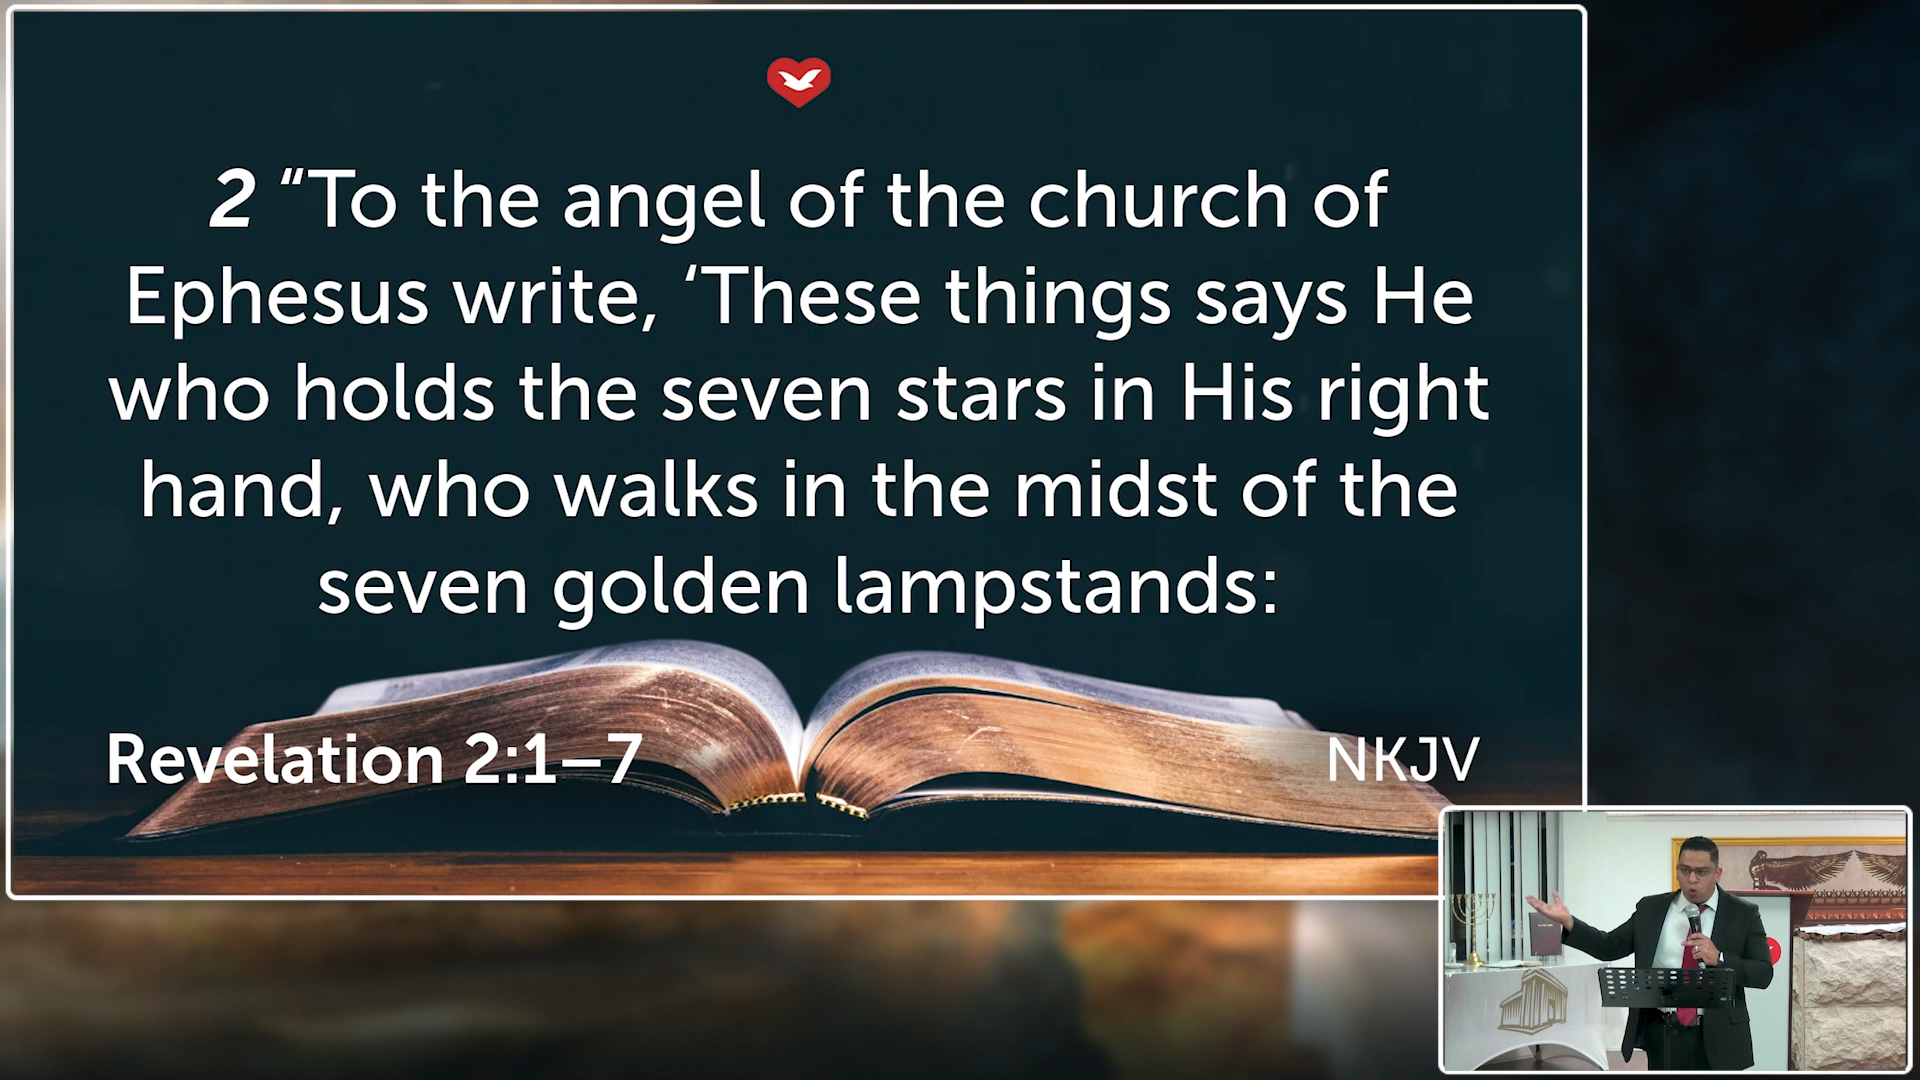 2 “To the angel of the church of
Ephesus write, ‘These things says He
who holds the seven stars in His right
hand, who walks in the midst of the
seven golden lampstands:
Revelation 2:1–7
NKJV